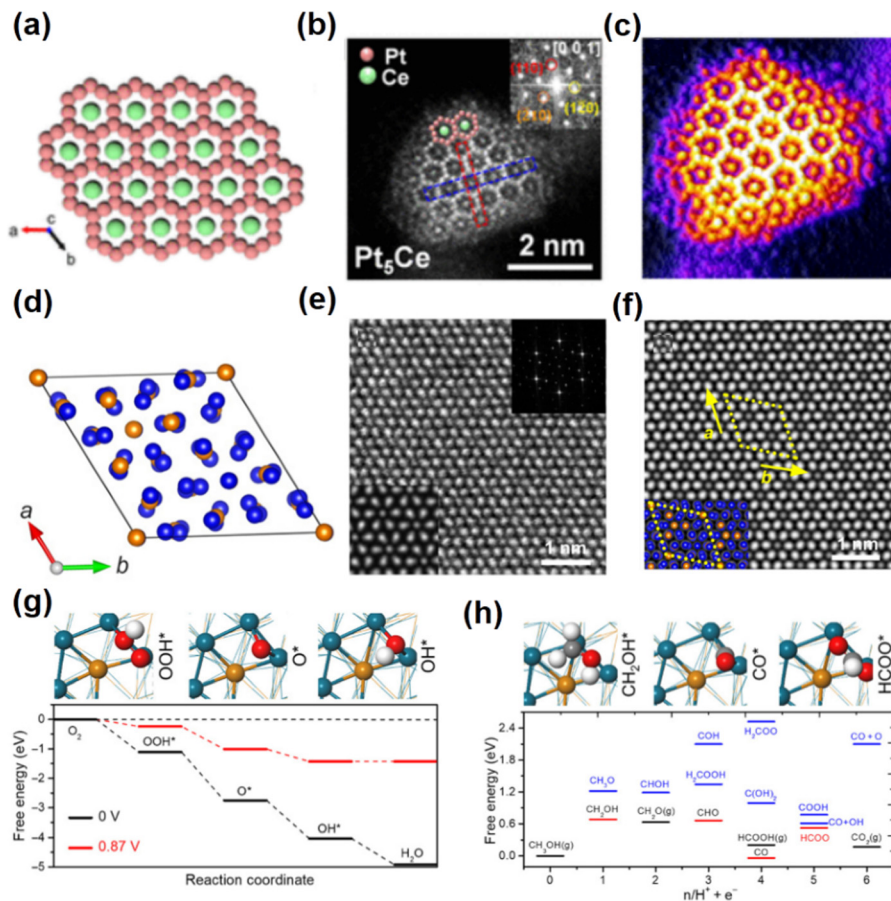 (a)
(b)
(c)
a
c
b
Pt
Ce
[0 0 1]
(110)
(210)
(120)
Pt5Ce
2 nm
(d)
(e)
(f)
a
b
1 nm
a
b
1 nm
(g)
(h)
OOH*
O*
OH*
CH2OH*
CO*
HCOO*
Free energy (eV)
0
-1
-2
-3
-4
-5
O2
OOH*
O*
OH*
H2O
0 V
0.87 V
Reaction coordinate
Free energy (eV)
2.4
1.8
1.2
0.6
0.0
CH3OH(g)
CH2O
CH2OH
CHOH
CH2O(g)
COH
H2COOH
CHO
H2COO
C(OH)2
HCOOH(g)
CO
COOH
CO+OH
HCOO
CO + O
CO2(g)
0 1 2 3 4 5 6
n/H+ + e−